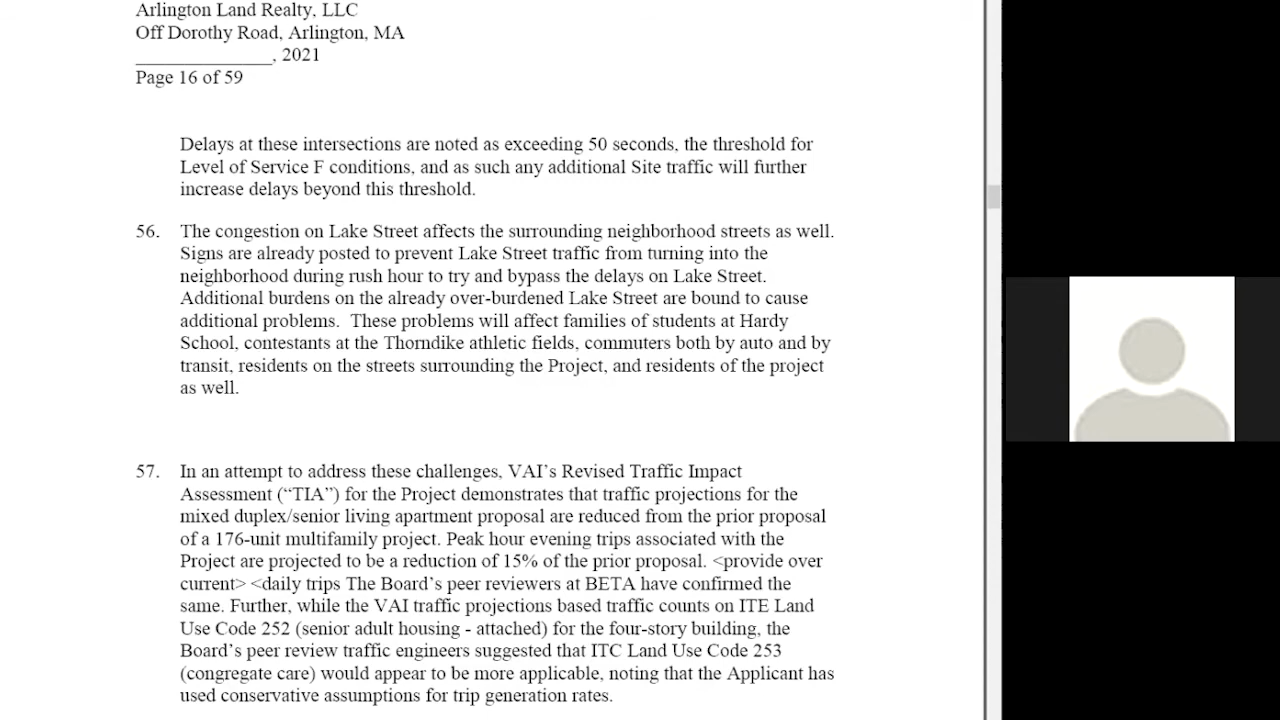 Arlington Land Realty, LLC
Off Dorothy Road, Arlington, MA
______________, 2021
Page 16 of 59
Delays at these intersections are noted as exceeding 50 seconds, the threshold for
Level of Service F conditions, and as such any additional Site traffic will further
increase delays beyond this threshold.
56. The congestion on Lake Street affects the surrounding neighborhood streets as well.
Signs are already posted to prevent Lake Street traffic from turning into the
neighborhood during rush hour to try and bypass the delays on Lake Street.
Additional burdens on the already over-burdened Lake Street are bound to cause
additional problems.  These problems will affect families of students at Hardy
School, contestants at the Thorndike athletic fields, commuters both by auto and by
transit, residents on the streets surrounding the Project, and residents of the project
as well.
57. In an attempt to address these challenges, VAI's Revised Traffic Impact
Assessment (“TIA”) for the Project demonstrates that traffic projections for the
mixed duplex/senior living apartment proposal are reduced from the prior proposal
of a 176-unit multifamily project. Peak hour evening trips associated with the
Project are projected to be a reduction of 15% of the prior proposal. <provide over
current> <daily trips The Board's peer reviewers at BETA have confirmed the
same. Further, while the VAI traffic projections based traffic counts on ITE Land
Use Code 252 (senior adult housing - attached) for the four-story building, the
Board's peer review traffic engineers suggested that ITC Land Use Code 253
(congregate care) would appear to be more applicable, noting that the Applicant has
used conservative assumptions for trip generation rates.